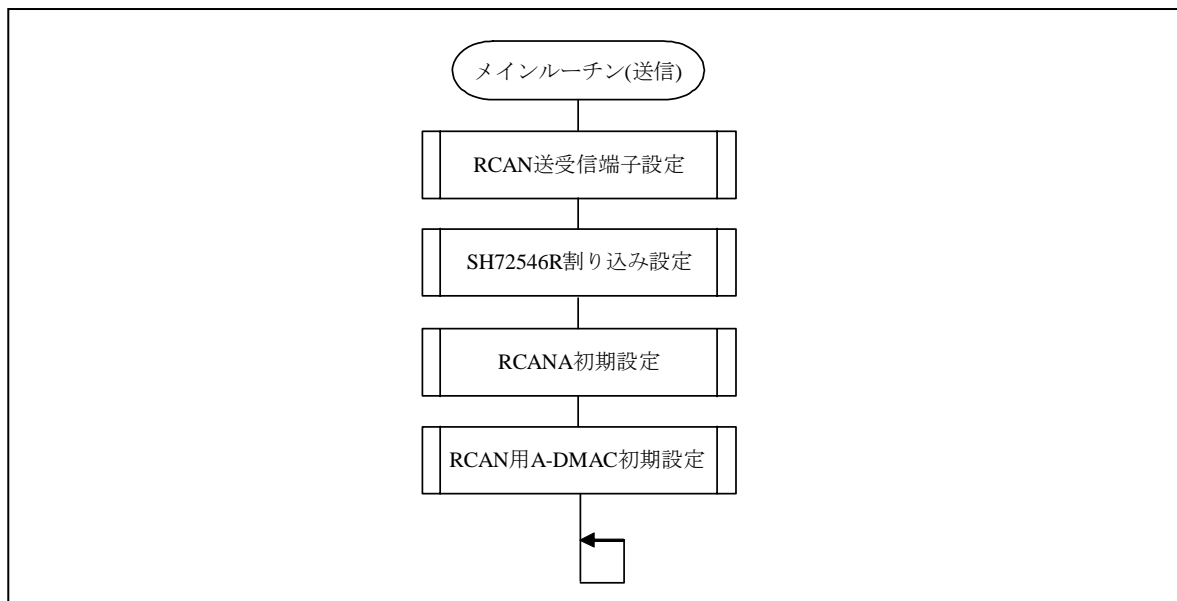 メインルーチン(送信)
RCAN送受信端子設定
SH72546R割り込み設定
RCANA初期設定
RCAN用A-DMAC初期設定